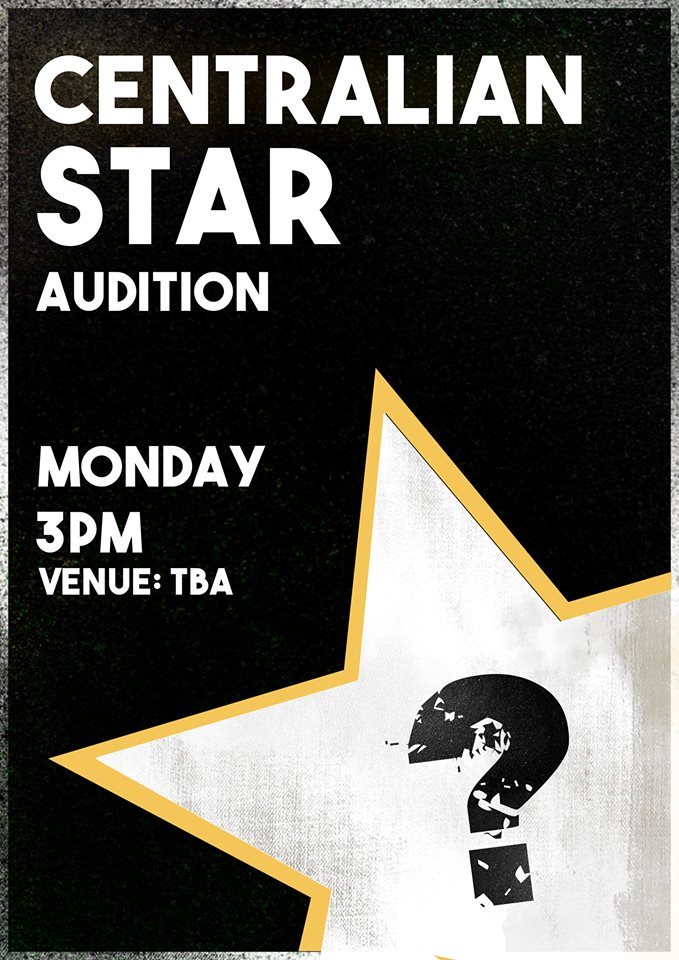 CENTRALIAN
STAR
AUDITION
MONDAY
3PM
VENUE: TBA
?